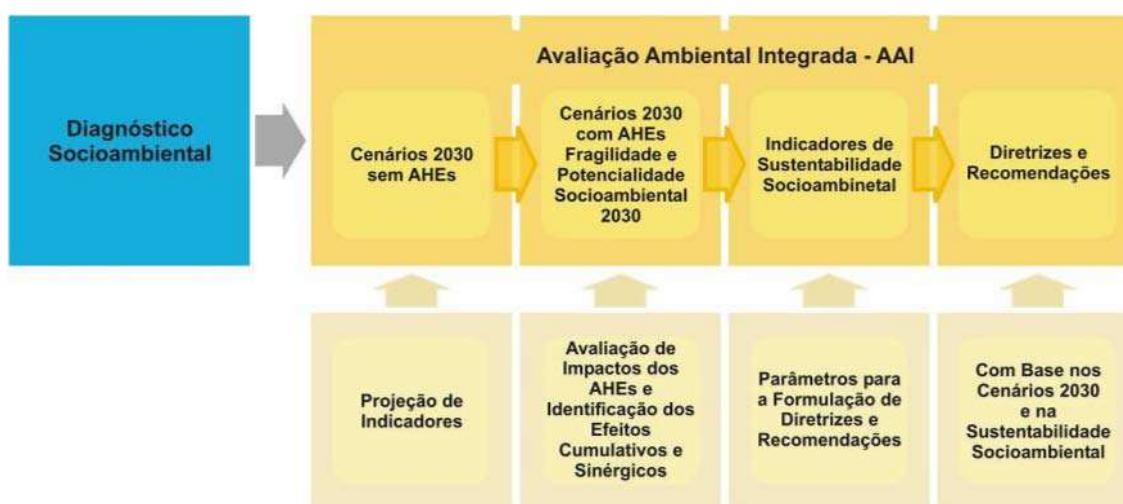 Avaliação Ambiental Integrada - AAI
Diagnóstico
Socioambiental
Cenários 2030
sem AHEs
Cenários 2030
com AHEs
Fragilidade e
Potencialidade
Socioambiental
2030
Indicadores de
Sustentabilidade
Socioambinetal
Diretrizes e
Recomendações
Projeção de
Indicadores
Avaliação de
Impactos dos
AHEs e
Identificação dos
Efeitos
Cumulativos e
Sinérgicos
Parâmetros para
a Formulação de
Diretrizes e
Recomendações
Com Base nos
Cenários 2030
e na
Sustentabilidade
Socioambiental